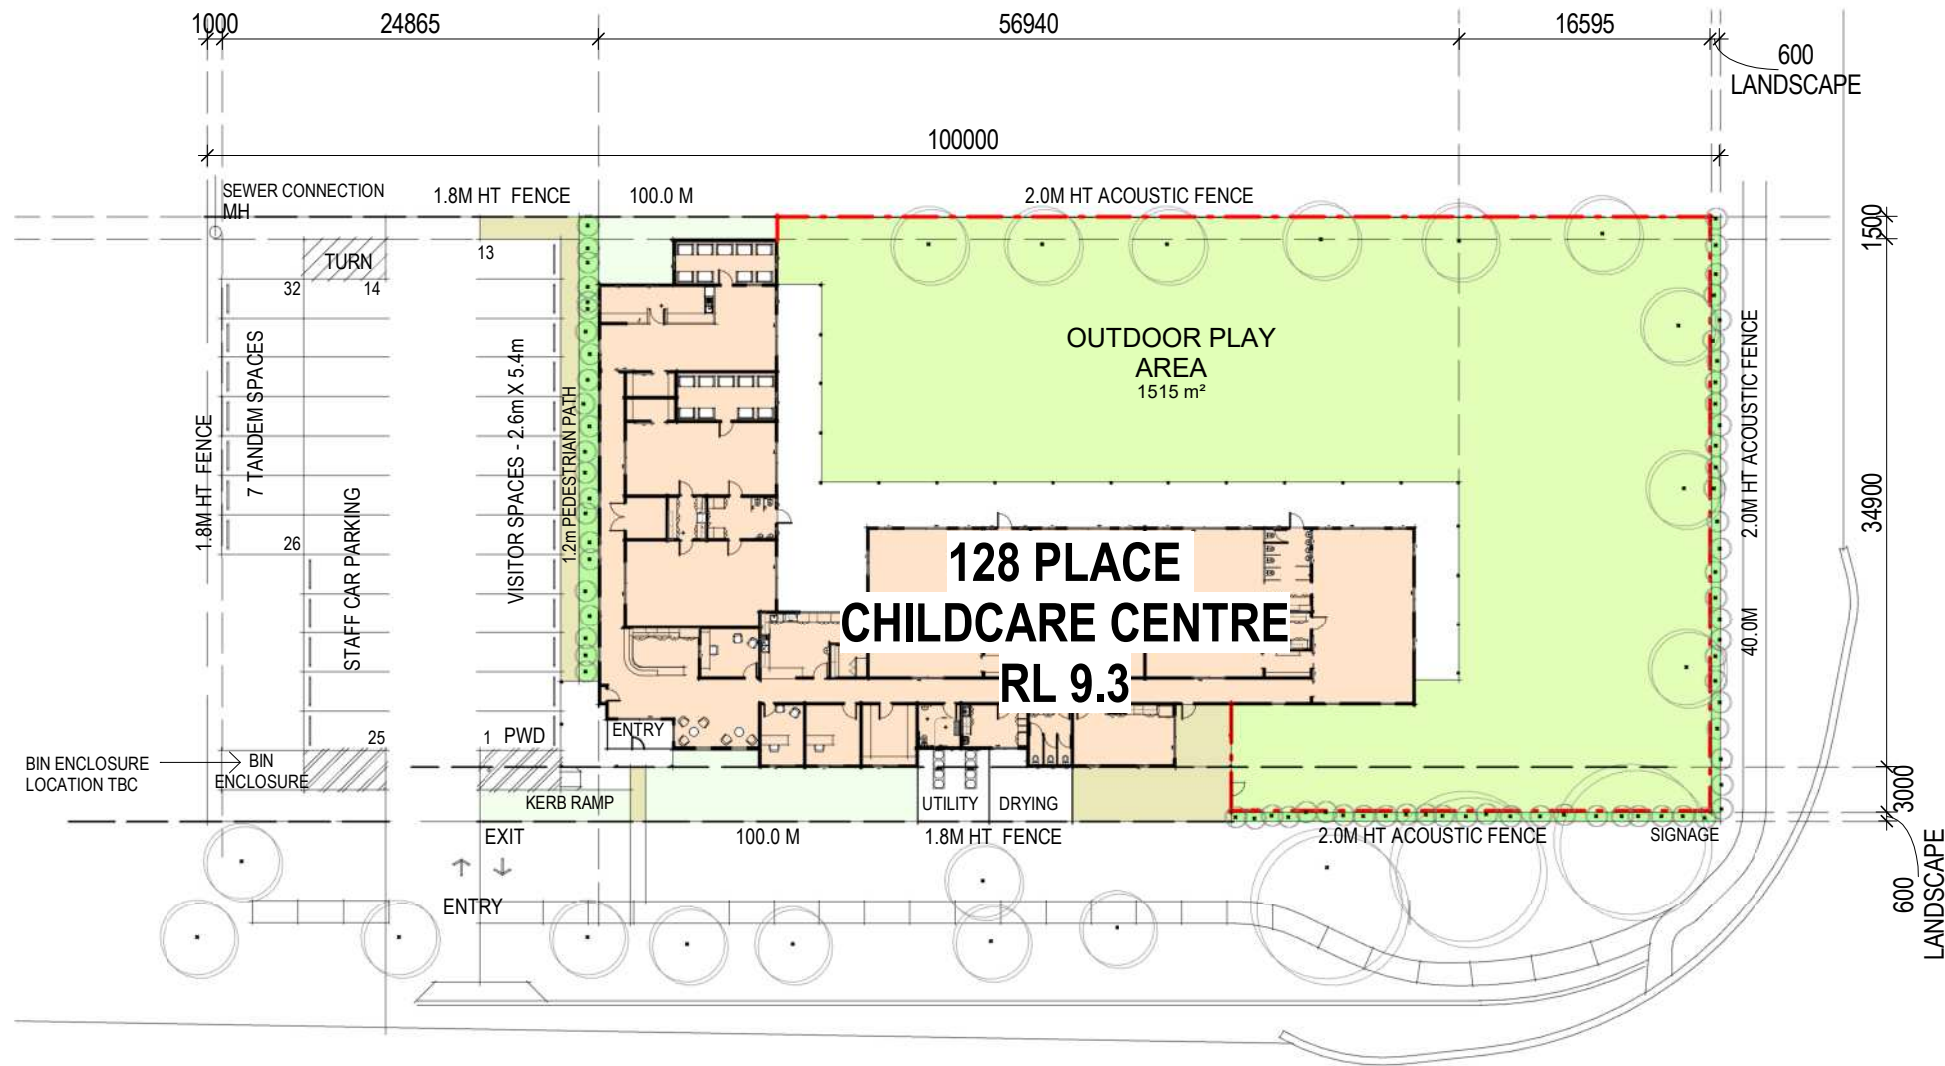 1000
24865
56940
16595
600
LANDSCAPE
100000
SEWER CONNECTION
MH
1.8M HT FENCE
100.0 M
2.0M HT ACOUSTIC FENCE
1500
TURN
13
32
14
7 TANDEM SPACES
1.8M HT FENCE
STAFF CAR PARKING
26
VISITOR SPACES - 2.6m X 5.4m
1.2m PEDESTRIAN PATH
OUTDOOR PLAY
AREA
1515 m²
2.0M HT ACOUSTIC FENCE
40.0M
34900
128 PLACE
CHILDCARE CENTRE
RL 9.3
25
1
PWD
ENTRY
BIN ENCLOSURE
LOCATION TBC
BIN
ENCLOSURE
KERB RAMP
UTILITY
DRYING
3000
EXIT
100.0 M
1.8M HT FENCE
2.0M HT ACOUSTIC FENCE
SIGNAGE
600
LANDSCAPE
ENTRY